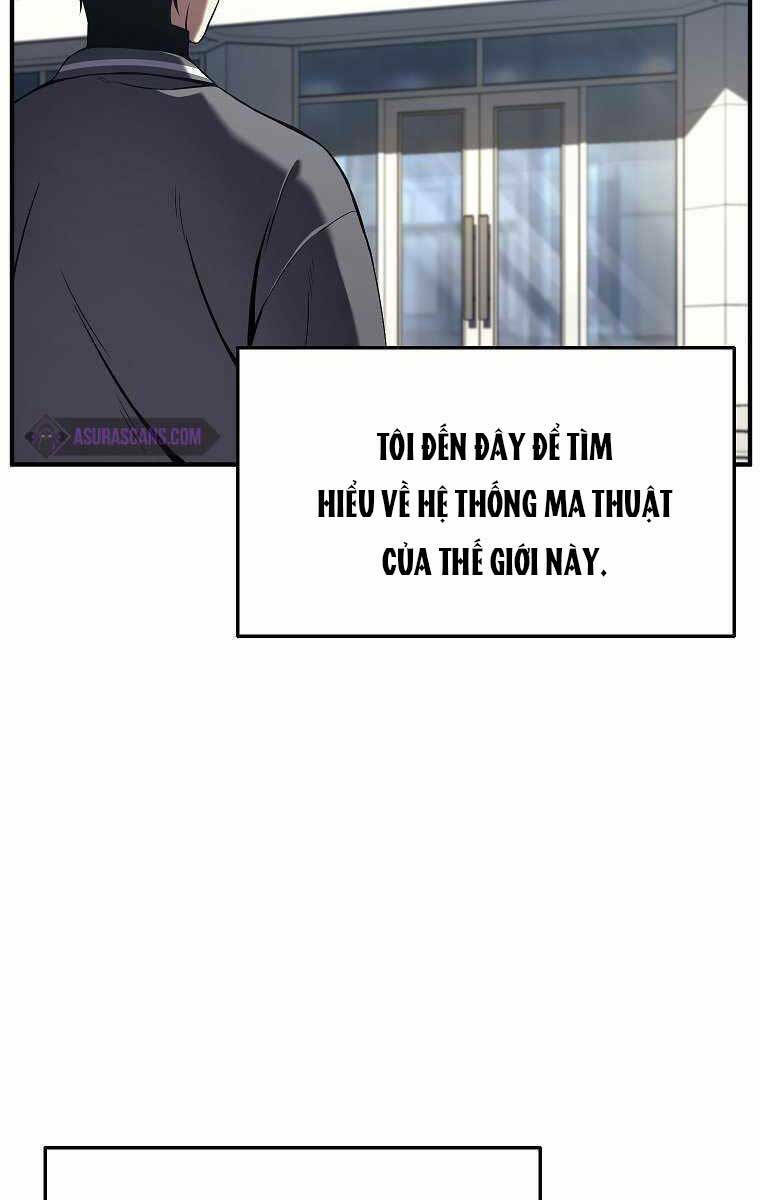 ASURASCANS.COM
TÔI ĐẾN ĐÂY ĐỂ TÌM
HIỂU VỀ HỆ THỐNG MA THUẬT
CỦA THẾ GIỚI NÀY.